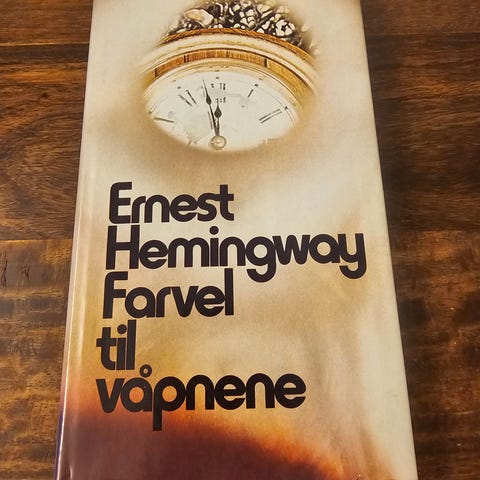 Ernest
Hemingway
Farvel
til
våpnene